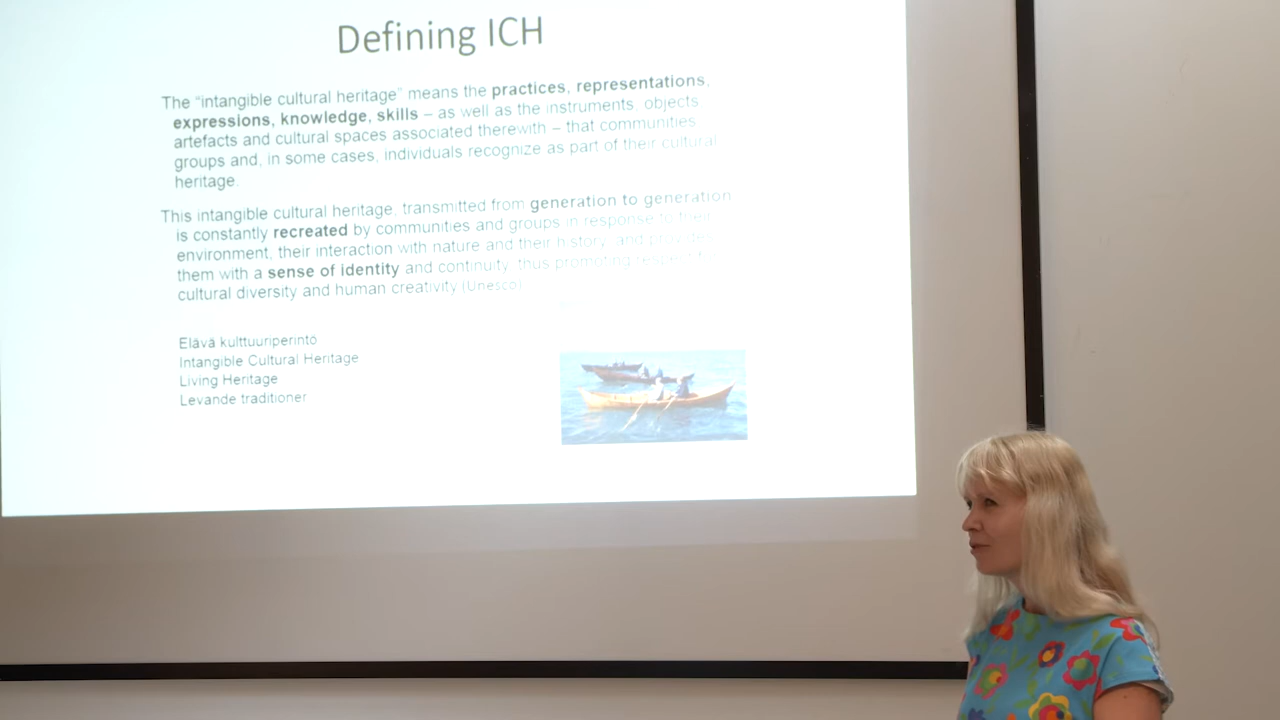 Defining ICH
The “intangible cultural heritage” means the practices, representations,
expressions, knowledge, skills – as well as the instruments, objects
artefacts and cultural spaces associated therewith – that communities
groups and, in some cases, individuals recognize as part of their cultural
heritage.
This intangible cultural heritage, transmitted from generation to generation
is constantly recreated by communities and groups in response to their
environment, their interaction with nature and their history, and provides
them with a sense of identity and continuity, thus promoting respect for
cultural diversity and human creativity (Unesco)
Elävä kulttuuriperintö
Intangible Cultural Heritage
Living Heritage
Levande traditioner